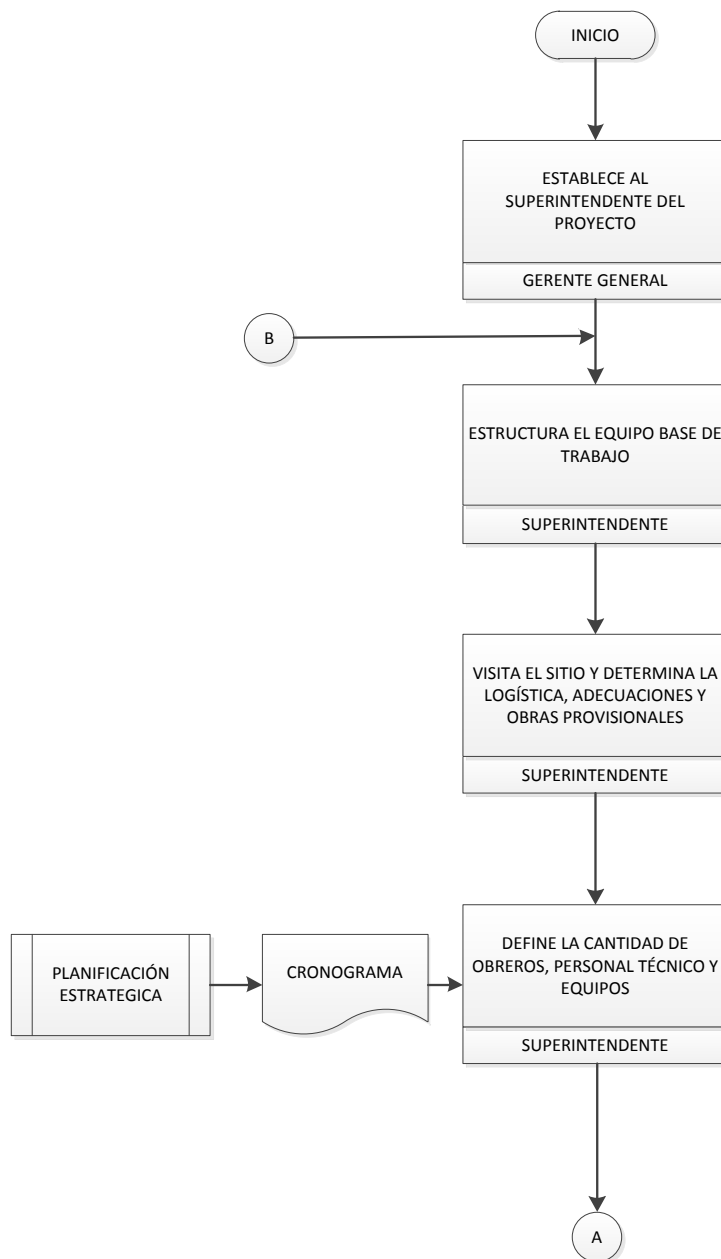 INICIO
ESTABLECE AL
SUPERINTENDENTE DEL
PROYECTO
GERENTE GENERAL
B
ESTRUCTURA EL EQUIPO BASE DE
TRABAJO
SUPERINTENDENTE
VISITA EL SITIO Y DETERMINA LA
LOGÍSTICA, ADECUACIONES Y
OBRAS PROVISIONALES
SUPERINTENDENTE
PLANIFICACIÓN
ESTRATEGICA
CRONOGRAMA
DEFINE LA CANTIDAD DE
OBREROS, PERSONAL TÉCNICO Y
EQUIPOS
SUPERINTENDENTE
A